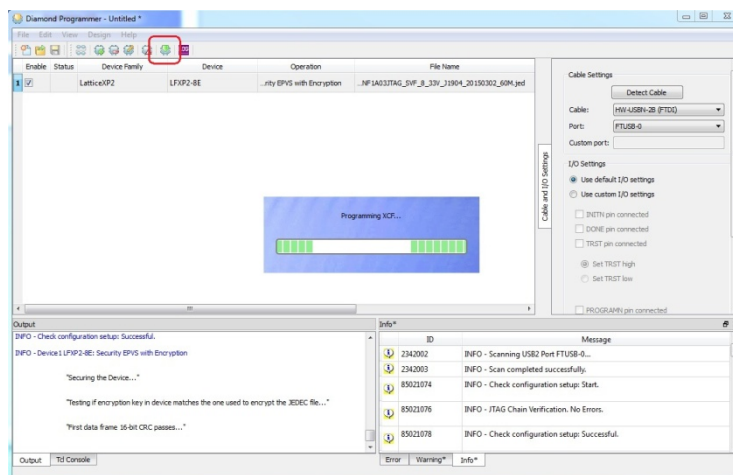 Diamond Programmer - Untitled *
File Edit View Design Help
Enable Status Device Family Device Operation File Name
1 LatticeXP2 LFXP2-8E ...rity EPVS with Encryption ...NF1A03JTAG_SVF_B_33V_J1904_20150302_60M.jed
Cable Settings
Detect Cable
Cable: HW-USBN-2B (FTDI)
Port: FTUSB-0
Custom port:
I/O Settings
Use default I/O settings
Use custom I/O settings
INITN pin connected
DONE pin connected
TRST pin connected
Set TRST high
Set TRST low
PROGRAMN pin connected
Cable and I/O Settings
Programming XCF...
Output
INFO - Check configuration setup: Successful.
INFO - Device1 LFXP2-8E: Security EPVS with Encryption
"Securing the Device..."
"Testing if encryption key in device matches the one used to encrypt the JEDEC file..."
"First data frame 16-bit CRC passes..."
Output Tcl Console
Info*
ID Message
2342002 INFO - Scanning USB2 Port FTUSB-0...
2342003 INFO - Scan completed successfully.
85021074 INFO - Check configuration setup: Start.
85021076 INFO - JTAG Chain Verification. No Errors.
85021078 INFO - Check configuration setup: Successful.
Error Warning* Info*